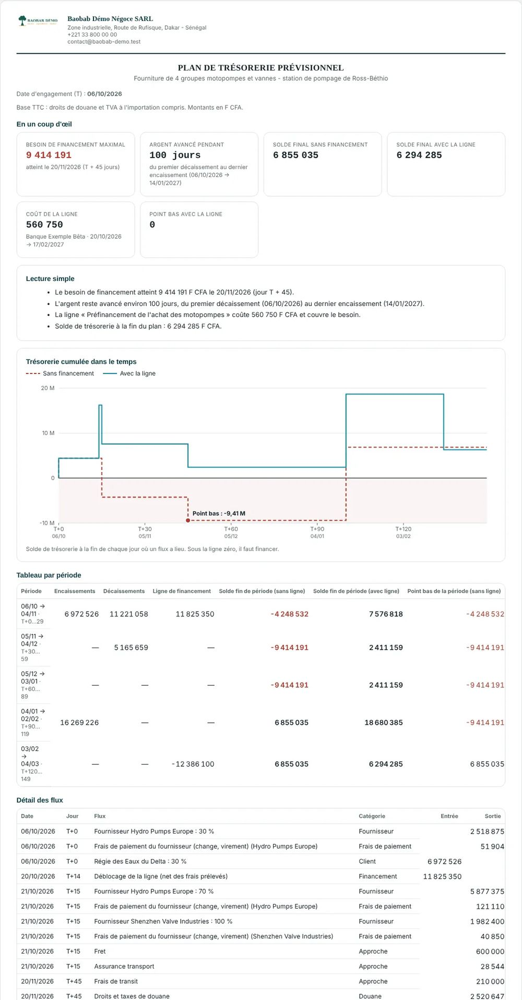 BAOBAB DÉMO
Baobab Démo Négoce SARL
Zone industrielle, Route de Rufisque, Dakar - Sénégal
+221 33 800 00 00
contact@baobab-demo.test
PLAN DE TRÉSORERIE PRÉVISIONNEL
Fourniture de 4 groupes motopompes et vannes - station de pompage de Ross-Béthio
Date d'engagement (T) : 06/10/2026
Base TTC : droits de douane et TVA à l'importation compris. Montants en F CFA.
En un coup d'œil
BESOIN DE FINANCEMENT MAXIMAL
9 414 191
atteint le 20/11/2026 (T + 45 jours)
ARGENT AVANCÉ PENDANT
100 jours
du premier décaissement au dernier
encaissement (06/10/2026 →
14/01/2027)
SOLDE FINAL SANS FINANCEMENT
6 855 035
SOLDE FINAL AVEC LA LIGNE
6 294 285
COÛT DE LA LIGNE
560 750
Banque Exemple Bêta · 20/10/2026
→ 17/02/2027
POINT BAS AVEC LA LIGNE
0
Lecture simple
• Le besoin de financement atteint 9 414 191 F CFA le 20/11/2026 (jour T + 45).
• L'argent reste avancé environ 100 jours, du premier décaissement (06/10/2026) au dernier encaissement (14/01/2027).
• La ligne « Préfinancement de l'achat des motopompes » coûte 560 750 F CFA et couvre le besoin.
• Solde de trésorerie à la fin du plan : 6 294 285 F CFA.
Trésorerie cumulée dans le temps
Sans financement Avec la ligne
20 M
10 M
0
Point bas : -9,41 M
-10 M
T+0 T+30 T+60 T+90 T+120
06/10 05/11 05/12 04/01 03/02
Solde de trésorerie à la fin de chaque jour où un flux a lieu. Sous la ligne zéro, il faut financer.
Tableau par période
Période Encaissements Décaissements Ligne de financement Solde fin de période (sans ligne) Solde fin de période (avec ligne) Point bas de la période (sans ligne)
06/10 →
04/11 ·
T+0…29
6 972 526 11 221 058 11 825 350 -4 248 532 7 576 818 -4 248 532
05/11 →
04/12 ·
T+30…
59
— 5 165 659 — -9 414 191 2 411 159 -9 414 191
05/12 →
03/01 ·
T+60…
89
— — — -9 414 191 2 411 159 -9 414 191
04/01 →
02/02 ·
T+90…
119
16 269 226 — — 6 855 035 18 680 385 -9 414 191
03/02
→
04/03 ·
T+120…
149
— — -12 386 100 6 855 035 6 294 285 6 855 035
Détail des flux
Date Jour Flux Catégorie Entrée Sortie
06/10/2026 T+0 Fournisseur Hydro Pumps Europe : 30 % Fournisseur 2 518 875
06/10/2026 T+0 Frais de paiement du fournisseur (change, virement) (Hydro Pumps Europe) Frais de paiement 51 904
06/10/2026 T+0 Régie des Eaux du Delta : 30 % Client 6 972 526
20/10/2026 T+14 Déblocage de la ligne (net des frais prélevés) Financement 11 825 350
21/10/2026 T+15 Fournisseur Hydro Pumps Europe : 70 % Fournisseur 5 877 375
21/10/2026 T+15 Frais de paiement du fournisseur (change, virement) (Hydro Pumps Europe) Frais de paiement 121 110
21/10/2026 T+15 Fournisseur Shenzhen Valve Industries : 100 % Fournisseur 1 982 400
21/10/2026 T+15 Frais de paiement du fournisseur (change, virement) (Shenzhen Valve Industries) Frais de paiement 40 850
21/10/2026 T+15 Fret Approche 600 000
21/10/2026 T+15 Assurance transport Approche 28 544
20/11/2026 T+45 Frais de transit Approche 210 000
20/11/2026 T+45 Droits et taxes de douane Douane 2 520 647